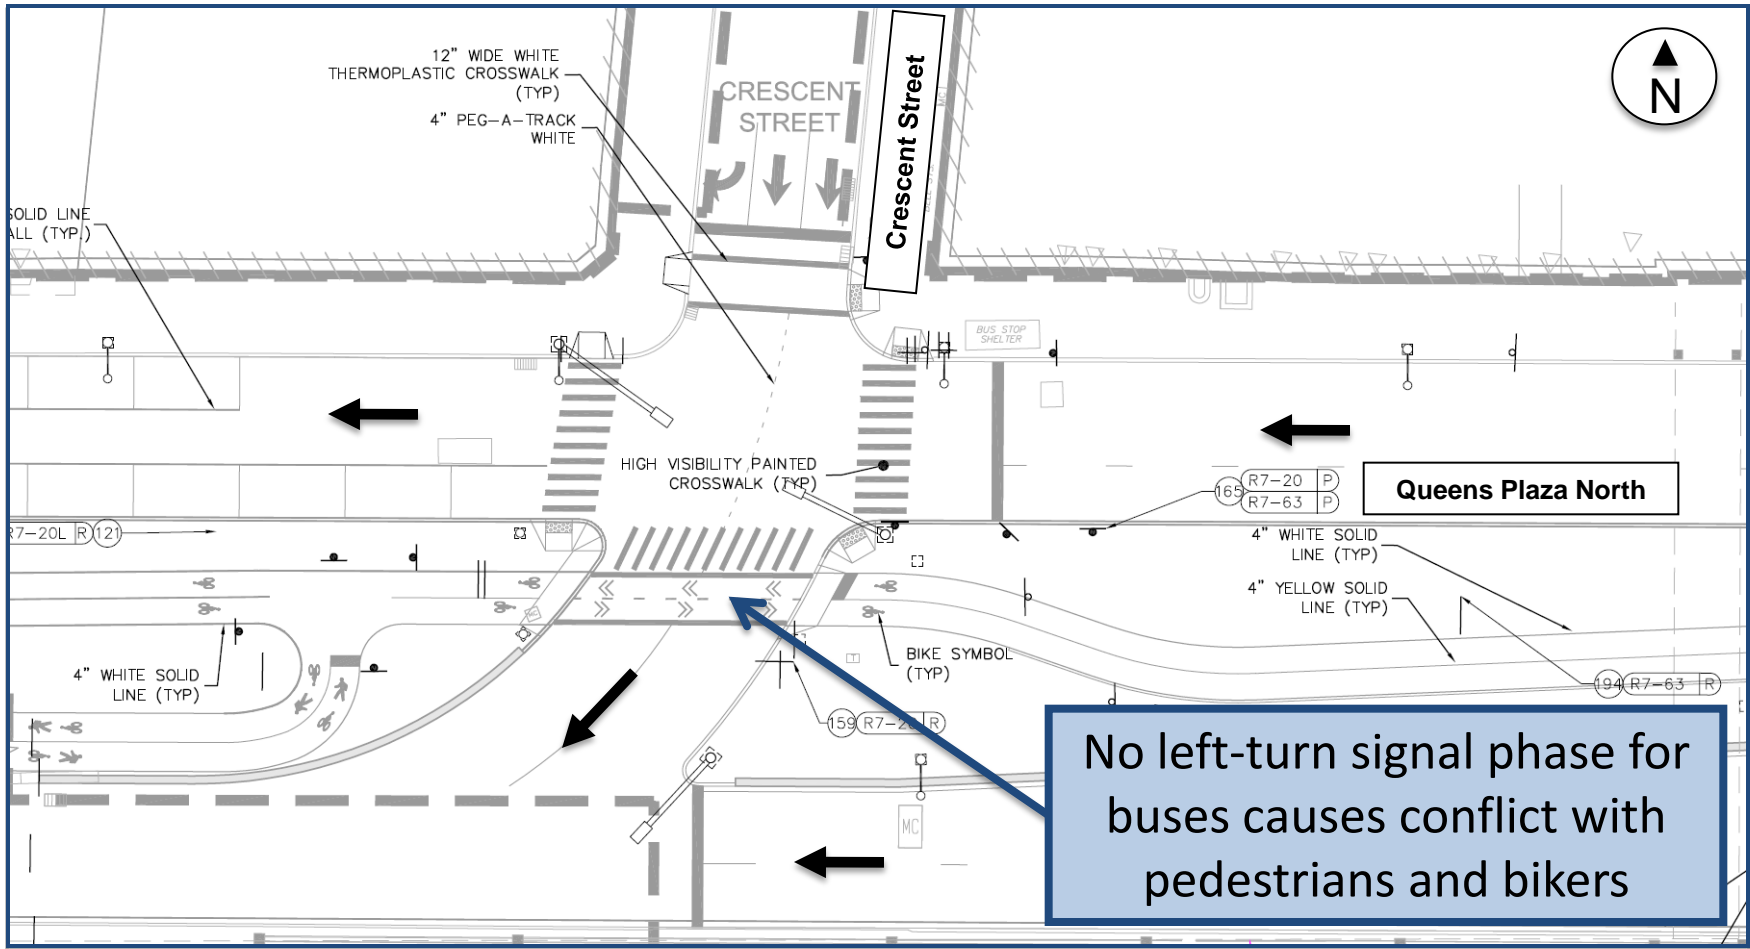 12" WIDE WHITE
THERMOPLASTIC CROSSWALK
(TYP)
4" PEG-A-TRACK
WHITE
CRESCENT
STREET
Crescent Street
N
SOLID LINE
ALL (TYP.)
BUS STOP
SHELTER
HIGH VISIBILITY PAINTED
CROSSWALK (TYP)
165 R7-20 P
R7-63 P
Queens Plaza North
R7-20L R 121
4" WHITE SOLID
LINE (TYP)
4" YELLOW SOLID
LINE (TYP)
BIKE SYMBOL
(TYP)
4" WHITE SOLID
LINE (TYP)
194 R7-63 R
159 R7-20 R
MC
No left-turn signal phase for
buses causes conflict with
pedestrians and bikers